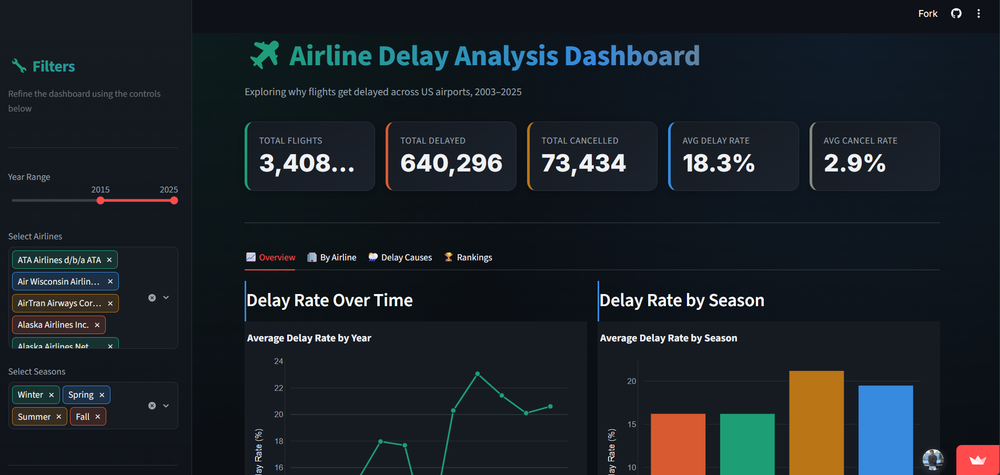 Fork
Filters
Refine the dashboard using the controls
below
Year Range
2015 2025
Select Airlines
ATA Airlines d/b/a ATA
Air Wisconsin Airlin…
AirTran Airways Cor…
Alaska Airlines Inc.
Alaska Airlines Net…
Select Seasons
Winter Spring
Summer Fall
Airline Delay Analysis Dashboard
Exploring why flights get delayed across US airports, 2003–2025
TOTAL FLIGHTS
3,408…
TOTAL DELAYED
640,296
TOTAL CANCELLED
73,434
AVG DELAY RATE
18.3%
AVG CANCEL RATE
2.9%
Overview By Airline Delay Causes Rankings
Delay Rate Over Time
Average Delay Rate by Year
24
22
20
18
16
lay Rate (%)
Delay Rate by Season
Average Delay Rate by Season
20
15
10
lay Rate (%)